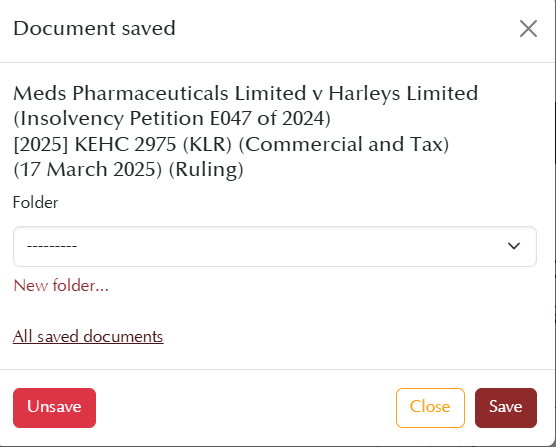 Document saved
Meds Pharmaceuticals Limited v Harleys Limited
(Insolvency Petition E047 of 2024)
[2025] KEHC 2975 (KLR) (Commercial and Tax)
(17 March 2025) (Ruling)
Folder
---------
New folder...
All saved documents
Unsave
Close
Save